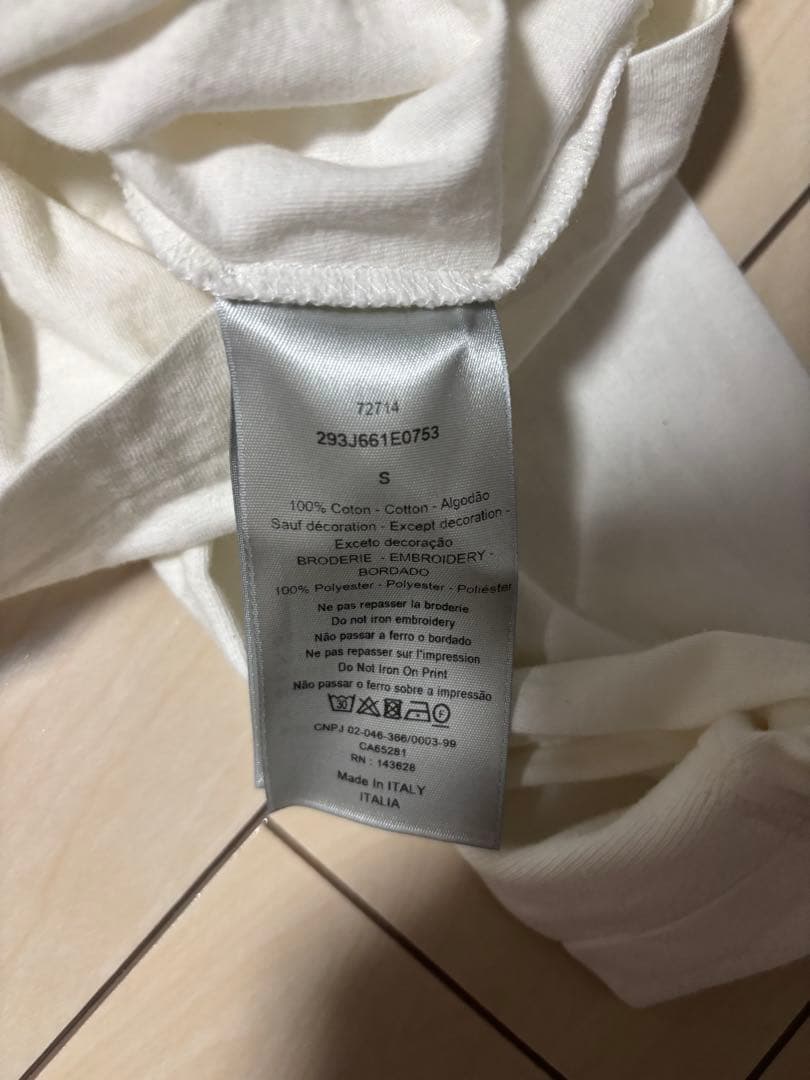 72714
293J661E0753
S
100% Coton - Cotton - Algodão
Sauf décoration - Except decoration -
Exceto decoração
BRODERIE - EMBROIDERY -
BORDADO
100% Polyester - Polyester - Poliéster
Ne pas repasser la broderie
Do not iron embroidery
Não passar a ferro o bordado
Ne pas repasser sur l'impression
Do Not Iron On Print
Não passar o ferro sobre a impressão
30 F
CNPJ 02-046-366/0003-99
CA65281
RN : 143628
Made In ITALY
ITALIA